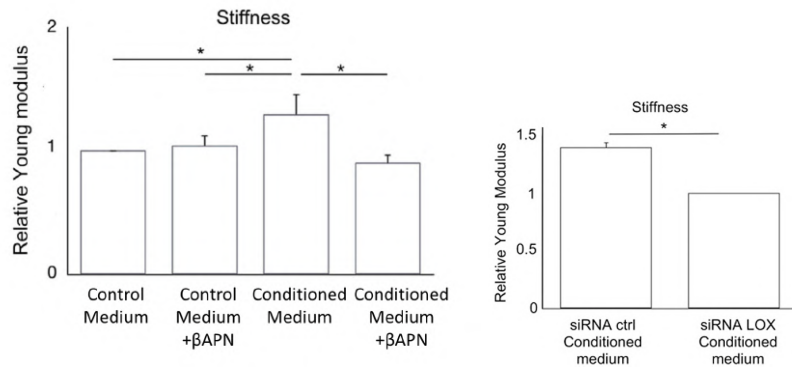 Stiffness
Relative Young modulus
2
1
0
*
*
*
Control
Medium
Control
Medium
+βAPN
Conditioned
Medium
Conditioned
Medium
+βAPN
Stiffness
Relative Young Modulus
1.5
1
0.5
0
*
siRNA ctrl
Conditioned
medium
siRNA LOX
Conditioned
medium